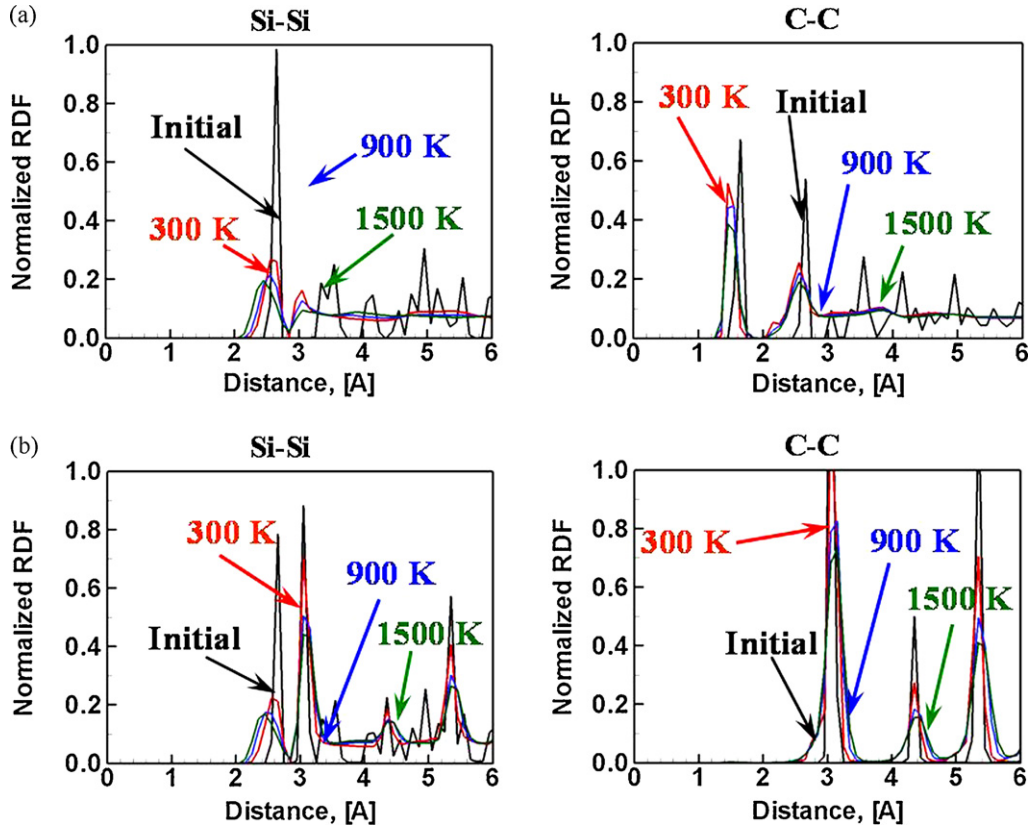 (a)
Si-Si
C-C
Normalized RDF
1.0
0.8
0.6
0.4
0.2
0.0
Initial
900 K
300 K
1500 K
0
1
2
3
4
5
6
Distance, [A]
Normalized RDF
1.0
0.8
0.6
0.4
0.2
0.0
300 K
Initial
900 K
1500 K
0
1
2
3
4
5
6
Distance, [A]
(b)
Si-Si
C-C
Normalized RDF
1.0
0.8
0.6
0.4
0.2
0.0
300 K
900 K
Initial
1500 K
0
1
2
3
4
5
6
Distance, [A]
Normalized RDF
1.0
0.8
0.6
0.4
0.2
0.0
300 K
900 K
1500 K
Initial
0
1
2
3
4
5
6
Distance, [A]